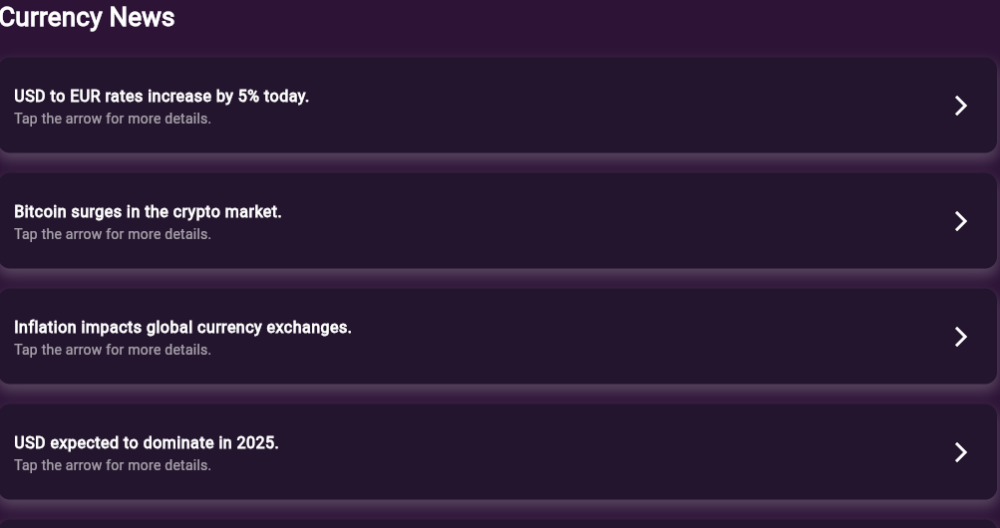 Currency News
USD to EUR rates increase by 5% today.
Tap the arrow for more details.
Bitcoin surges in the crypto market.
Tap the arrow for more details.
Inflation impacts global currency exchanges.
Tap the arrow for more details.
USD expected to dominate in 2025.
Tap the arrow for more details.